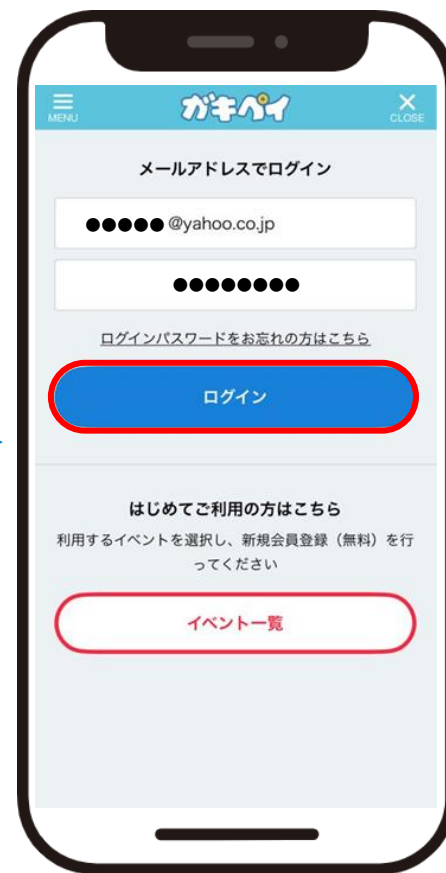 MENU
ガキペイ
CLOSE
メールアドレスでログイン
●●●●●@yahoo.co.jp
●●●●●●●●
ログインパスワードをお忘れの方はこちら
ログイン
はじめてご利用の方はこちら
利用するイベントを選択し、新規会員登録（無料）を行
ってください
イベント一覧